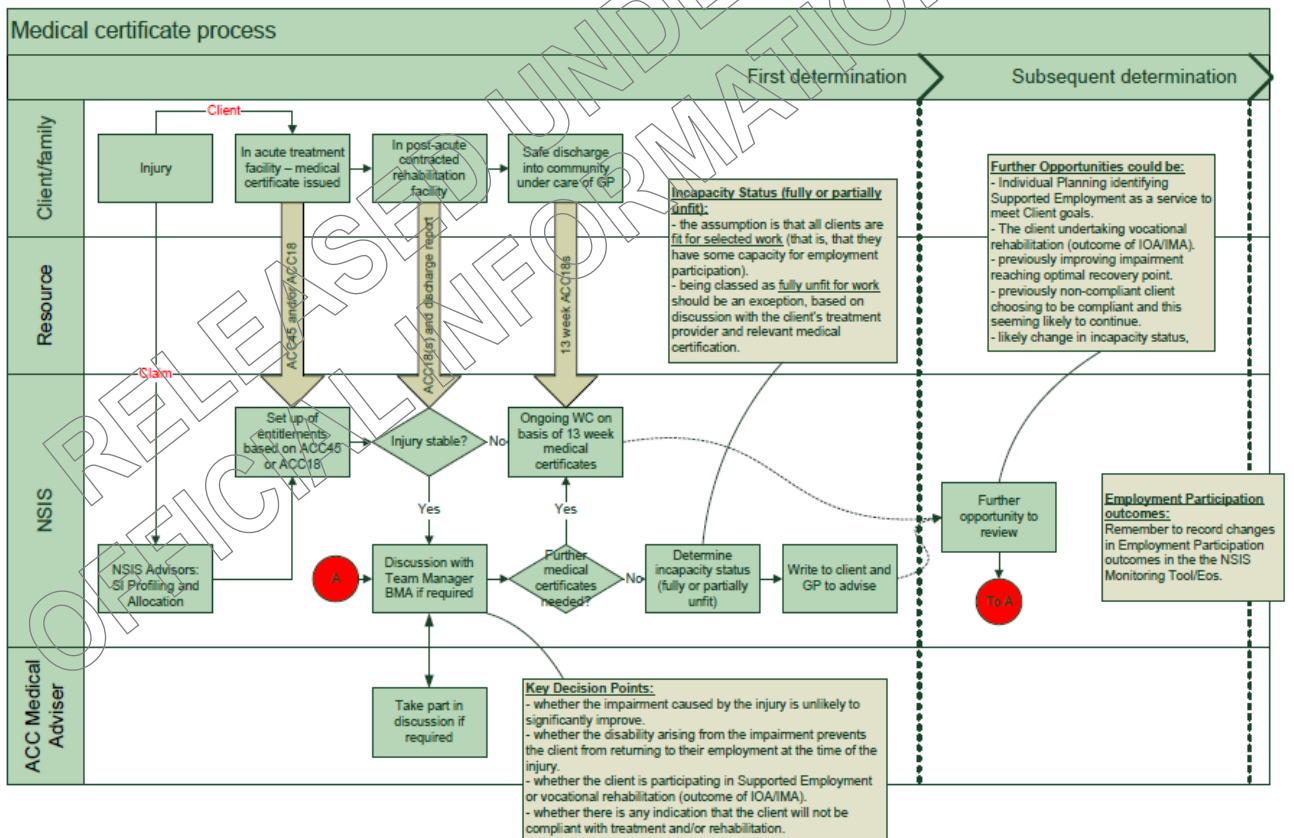 Medical certificate process
First determination
Subsequent determination
Client/family
Resource
NSIS
ACC Medical
Adviser
Client
Claim
Injury
In acute treatment
facility – medical
certificate issued
In post-acute
contracted
rehabilitation
facility
Safe discharge
into community
under care of GP
ACC45 and/or ACC18
ACC18(s) and discharge report
13 week ACC18s
Incapacity Status (fully or partially
unfit):
- the assumption is that all clients are
fit for selected work (that is, that they
have some capacity for employment
participation).
- being classed as fully unfit for work
should be an exception, based on
discussion with the client's treatment
provider and relevant medical
certification.
Further Opportunities could be:
- Individual Planning identifying
Supported Employment as a service to
meet Client goals.
- The client undertaking vocational
rehabilitation (outcome of IOA/IMA).
- previously improving impairment
reaching optimal recovery point.
- previously non-compliant client
choosing to be compliant and this
seeming likely to continue.
- likely change in incapacity status,
Set up of
entitlements
based on ACC45
or ACC18
Injury stable?
No
Yes
Ongoing WC on
basis of 13 week
medical
certificates
Yes
NSIS Advisors:
SI Profiling and
Allocation
A
Discussion with
Team Manager
BMA if required
Further
medical
certificates
needed?
No
Determine
incapacity status
(fully or partially
unfit)
Write to client and
GP to advise
Further
opportunity to
review
To A
Employment Participation
outcomes:
Remember to record changes
in Employment Participation
outcomes in the the NSIS
Monitoring Tool/Eos.
Take part in
discussion if
required
Key Decision Points:
- whether the impairment caused by the injury is unlikely to
significantly improve.
- whether the disability arising from the impairment prevents
the client from returning to their employment at the time of the
injury.
- whether the client is participating in Supported Employment
or vocational rehabilitation (outcome of IOA/IMA).
- whether there is any indication that the client will not be
compliant with treatment and/or rehabilitation.
RELEASED UNDE
OFFICIAL INFORMATION